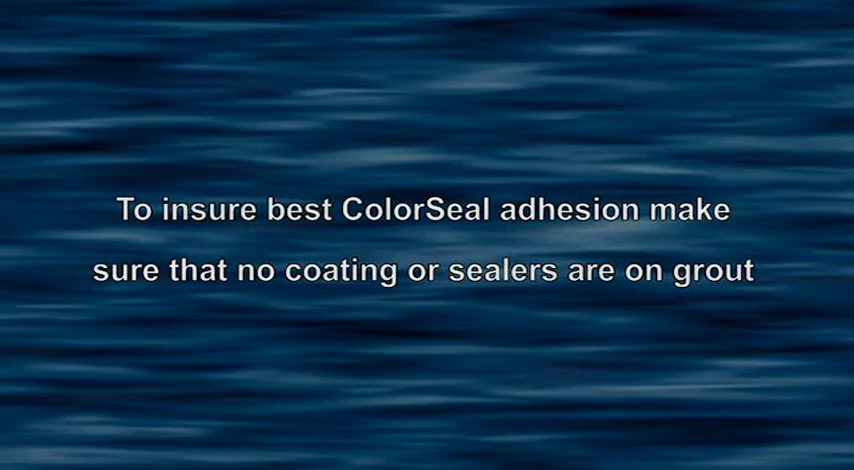 To insure best ColorSeal adhesion make
sure that no coating or sealers are on grout